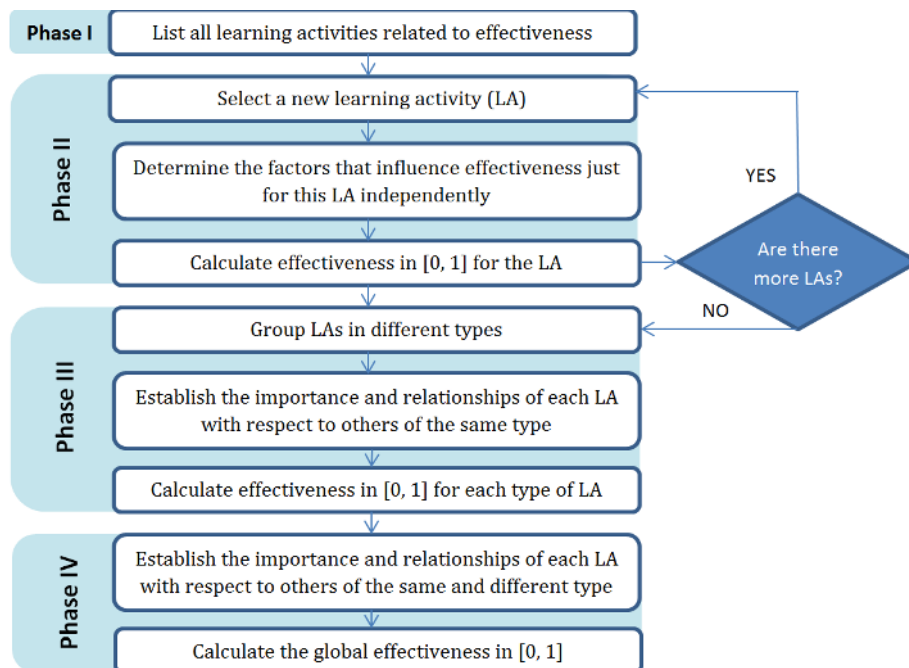 Phase I
List all learning activities related to effectiveness
Phase II
Select a new learning activity (LA)
Determine the factors that influence effectiveness just
for this LA independently
Calculate effectiveness in [0, 1] for the LA
YES
Are there
more LAs?
NO
Phase III
Group LAs in different types
Establish the importance and relationships of each LA
with respect to others of the same type
Calculate effectiveness in [0, 1] for each type of LA
Phase IV
Establish the importance and relationships of each LA
with respect to others of the same and different type
Calculate the global effectiveness in [0, 1]